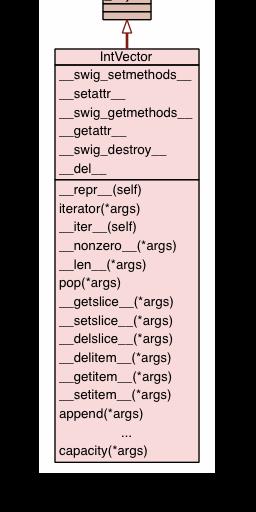 IntVector
__swig_setmethods__
__setattr__
__swig_getmethods__
__getattr__
__swig_destroy__
__del__
__repr__(self)
iterator(*args)
__iter__(self)
__nonzero__(*args)
__len__(*args)
pop(*args)
__getslice__(*args)
__setslice__(*args)
__delslice__(*args)
__delitem__(*args)
__getitem__(*args)
__setitem__(*args)
append(*args)
...
capacity(*args)